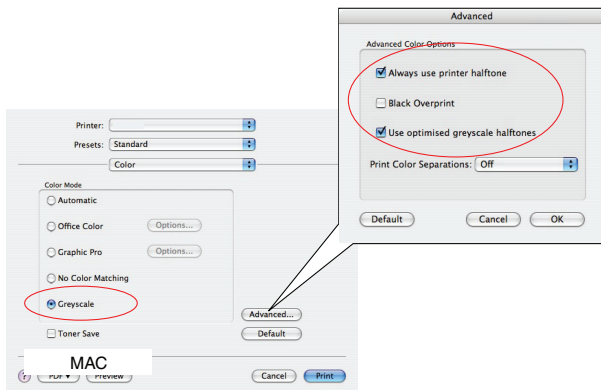 Advanced
Advanced Color Options
Always use printer halftone
Black Overprint
Use optimised greyscale halftones
Print Color Separations: Off
Default Cancel OK
Printer:
Presets: Standard
Color
Color Mode
Automatic
Office Color Options...
Graphic Pro Options...
No Color Matching
Greyscale
Advanced...
Toner Save Default
MAC
? PDF ▼ Preview Cancel Print